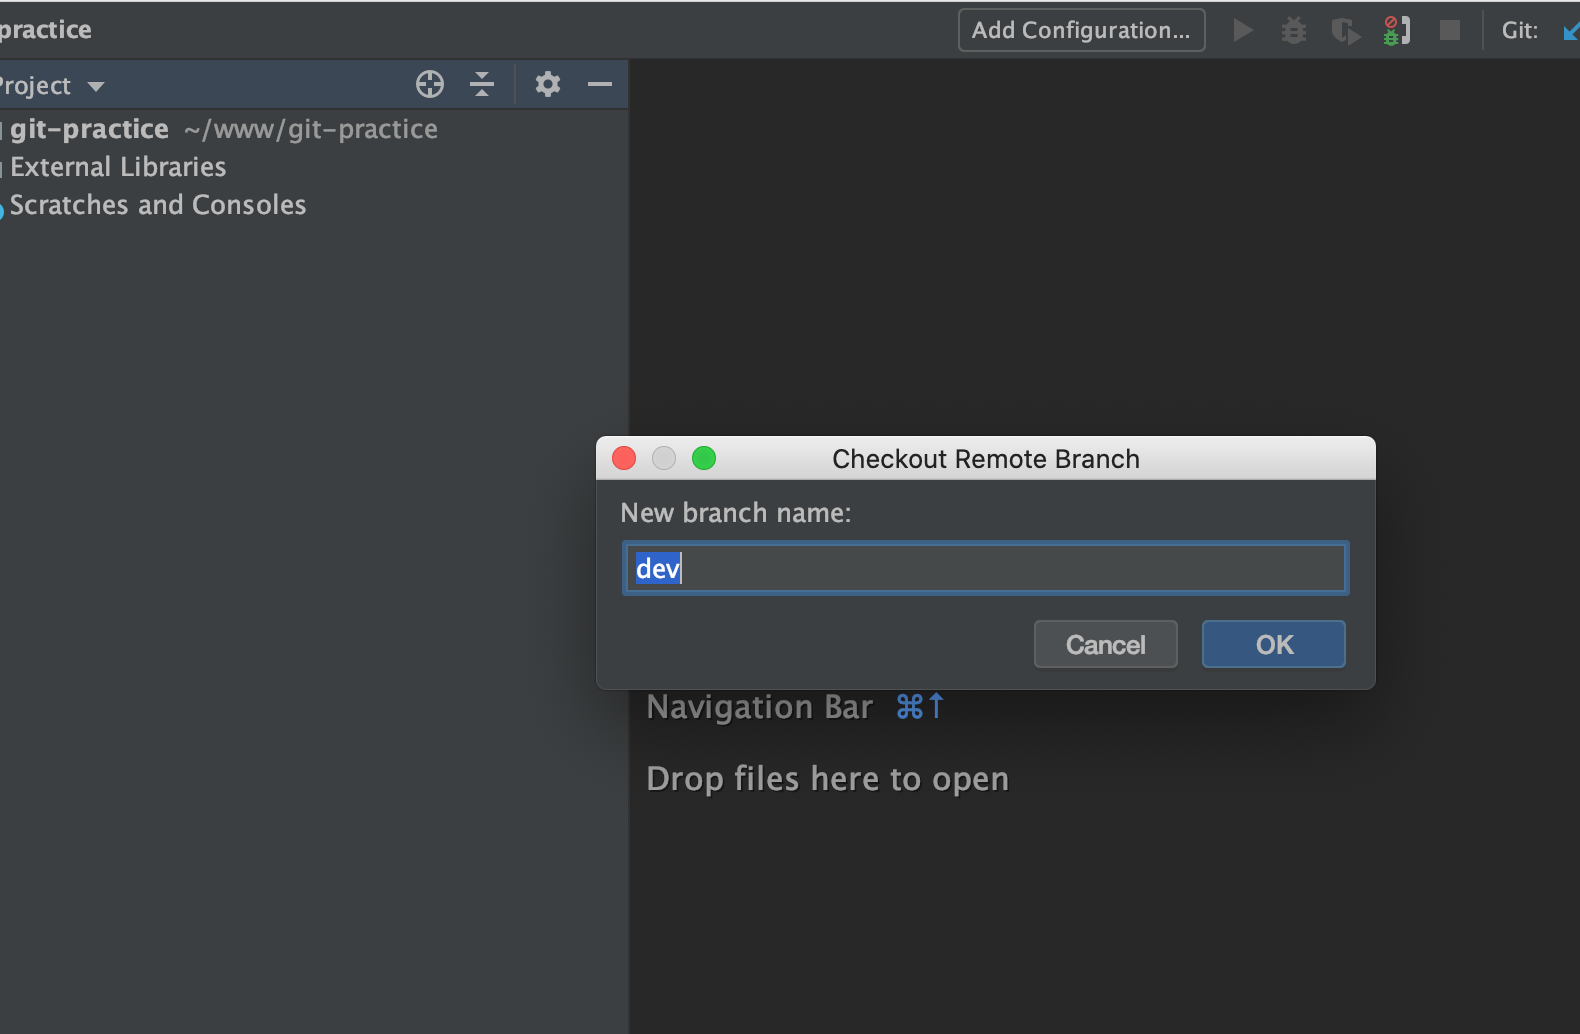 practice
Add Configuration...
Git:
Project
git-practice ~/www/git-practice
External Libraries
Scratches and Consoles
Checkout Remote Branch
New branch name:
dev
Cancel
OK
Navigation Bar ⌘↑
Drop files here to open